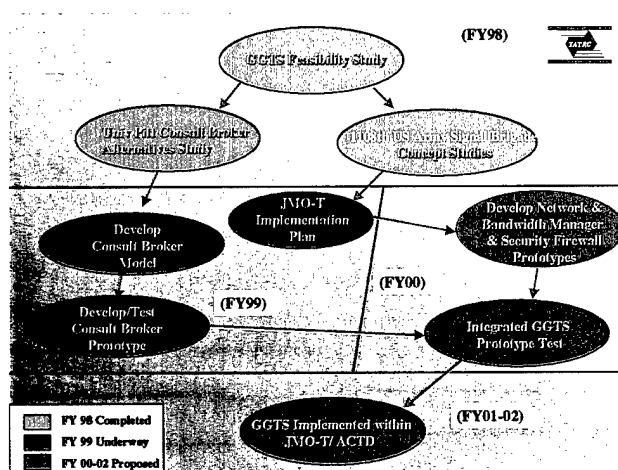 (FY98)
TATRC
GGTS Feasibility Study
Univ Pitt Consult Broker
Alternatives Study
US Army Signal
Concept Studies
JMO-T
Implementation
Plan
Develop Network &
Bandwidth Manager
& Security Firewall
Prototypes
Develop
Consult Broker
Model
(FY99)
(FY00)
Develop/Test
Consult Broker
Prototype
Integrated GGTS
Prototype Test
(FY01-02)
GGTS Implemented within
JMO-T/ ACTD
FY 98 Completed
FY 99 Underway
FY 00-02 Proposed